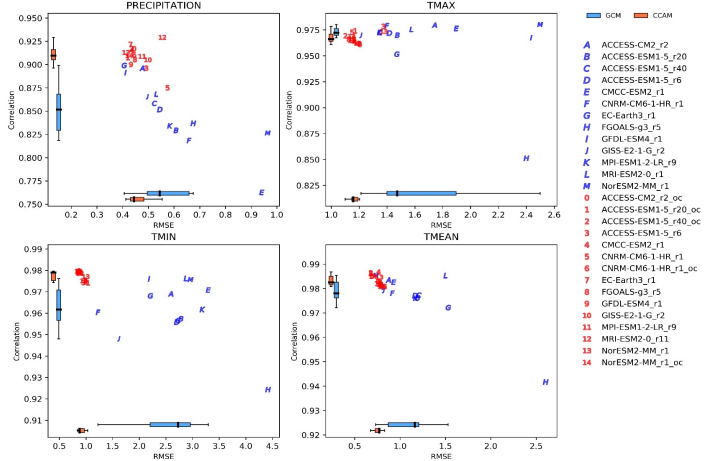 PRECIPITATION
TMAX
GCM
CCAM
0.950
0.925
0.900
0.875
0.850
0.825
0.800
0.775
0.750
Correlation
0.2
0.3
0.4
0.5
0.6
0.7
0.8
0.9
1.0
RMSE
0.975
0.950
0.925
0.900
0.875
0.850
0.825
Correlation
1.0
1.2
1.4
1.6
1.8
2.0
2.2
2.4
RMSE
A ACCESS-CM2_r2
B ACCESS-ESM1-5_r20
C ACCESS-ESM1-5_r40
D ACCESS-ESM1-5_r6
E CMCC-ESM2_r1
F CNRM-CM6-1-HR_r1
G EC-Earth3_r1
H FGOALS-g3_r5
I GFDL-ESM4_r1
J GISS-E2-1-G_r2
K MPI-ESM1-2-LR_r9
L MRI-ESM2-0_r1
M NorESM2-MM_r1
0 ACCESS-CM2_r2_oc
1 ACCESS-ESM1-5_r20_oc
2 ACCESS-ESM1-5_r40_oc
3 ACCESS-ESM1-5_r6
4 CMCC-ESM2_r1
5 CNRM-CM6-1-HR_r1
6 CNRM-CM6-1-HR_r1_oc
7 EC-Earth3_r1
8 FGOALS-g3_r5
9 GFDL-ESM4_r1
10 GISS-E2-1-G_r2
11 MPI-ESM1-2-LR_r9
12 MRI-ESM2-0_r11
13 NorESM2-MM_r1
14 NorESM2-MM_r1_oc
TMIN
TMEAN
0.99
0.98
0.97
0.96
0.95
0.94
0.93
0.92
0.91
Correlation
0.5
1.0
1.5
2.0
2.5
3.0
3.5
4.0
4.5
RMSE
0.99
0.98
0.97
0.96
0.95
0.94
0.93
0.92
Correlation
0.5
1.0
1.5
2.0
2.5
RMSE